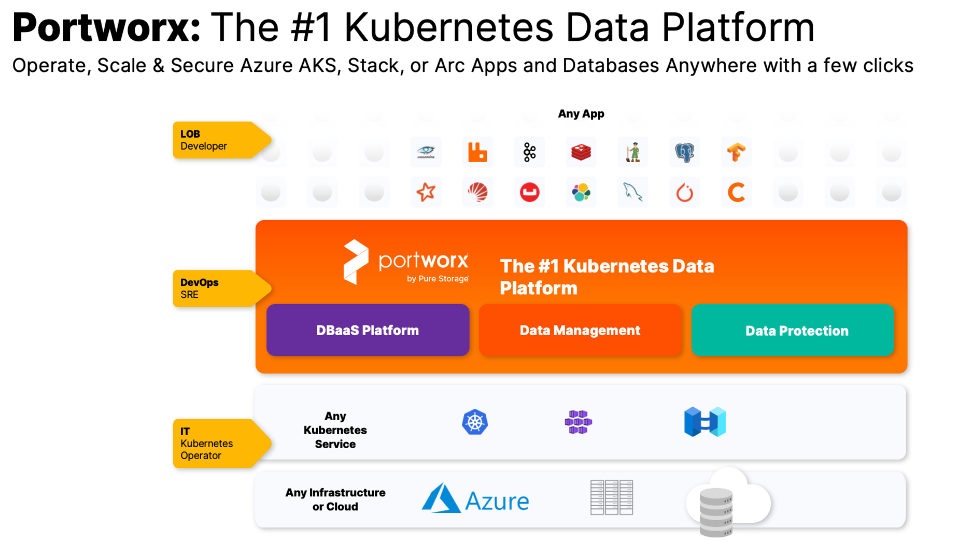 Portworx: The #1 Kubernetes Data Platform
Operate, Scale & Secure Azure AKS, Stack, or Arc Apps and Databases Anywhere with a few clicks
Any App
LOB
Developer
cassandra
portworx
by Pure Storage
The #1 Kubernetes Data
Platform
DevOps
SRE
DBaaS Platform
Data Management
Data Protection
IT
Kubernetes
Operator
Any
Kubernetes
Service
Any Infrastructure
or Cloud
Azure